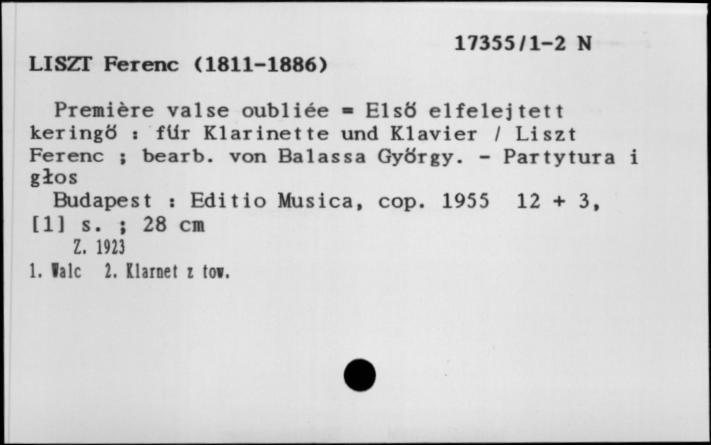 17355/1-2 N
LISZT Ferenc (1811-1886)
Première valse oubliée = Elsö elfelejtett
keringö : für Klarinette und Klavier / Liszt
Ferenc ; bearb. von Balassa György. - Partytura i
głos
Budapest : Editio Musica, cop. 1955 12 + 3,
[1] s. ; 28 cm
Z. 1923
1. Walc 2. Klarnet z tow.